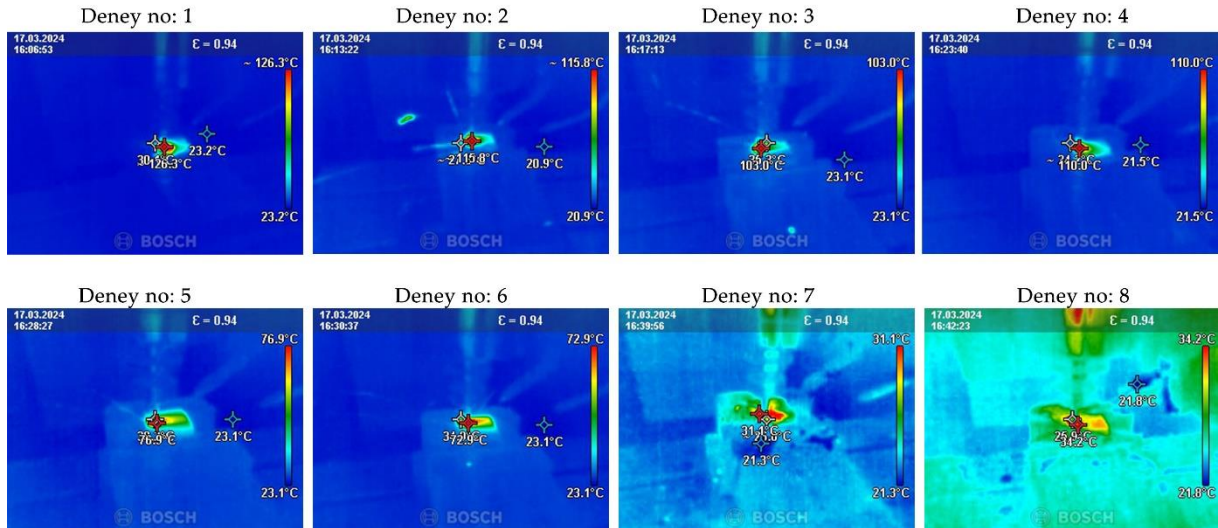 Deney no: 1
17.03.2024
16:06:53
Ɛ = 0.94
~ 126.3°C
23.2°C
126.3°C
23.2°C
BOSCH
Deney no: 2
17.03.2024
16:13:22
Ɛ = 0.94
~ 115.8°C
20.9°C
20.9°C
BOSCH
Deney no: 3
17.03.2024
16:17:13
Ɛ = 0.94
103.0°C
103.0°C
23.1°C
23.1°C
BOSCH
Deney no: 4
17.03.2024
16:23:40
Ɛ = 0.94
110.0°C
21.5°C
110.0°C
21.5°C
BOSCH
Deney no: 5
17.03.2024
16:28:27
Ɛ = 0.94
76.9°C
76.9°C
23.1°C
23.1°C
BOSCH
Deney no: 6
17.03.2024
16:30:37
Ɛ = 0.94
72.9°C
72.9°C
23.1°C
23.1°C
BOSCH
Deney no: 7
17.03.2024
16:39:56
Ɛ = 0.94
31.1°C
31.1°C
21.3°C
21.3°C
BOSCH
Deney no: 8
17.03.2024
16:42:23
Ɛ = 0.94
34.2°C
21.8°C
34.2°C
21.8°C
BOSCH